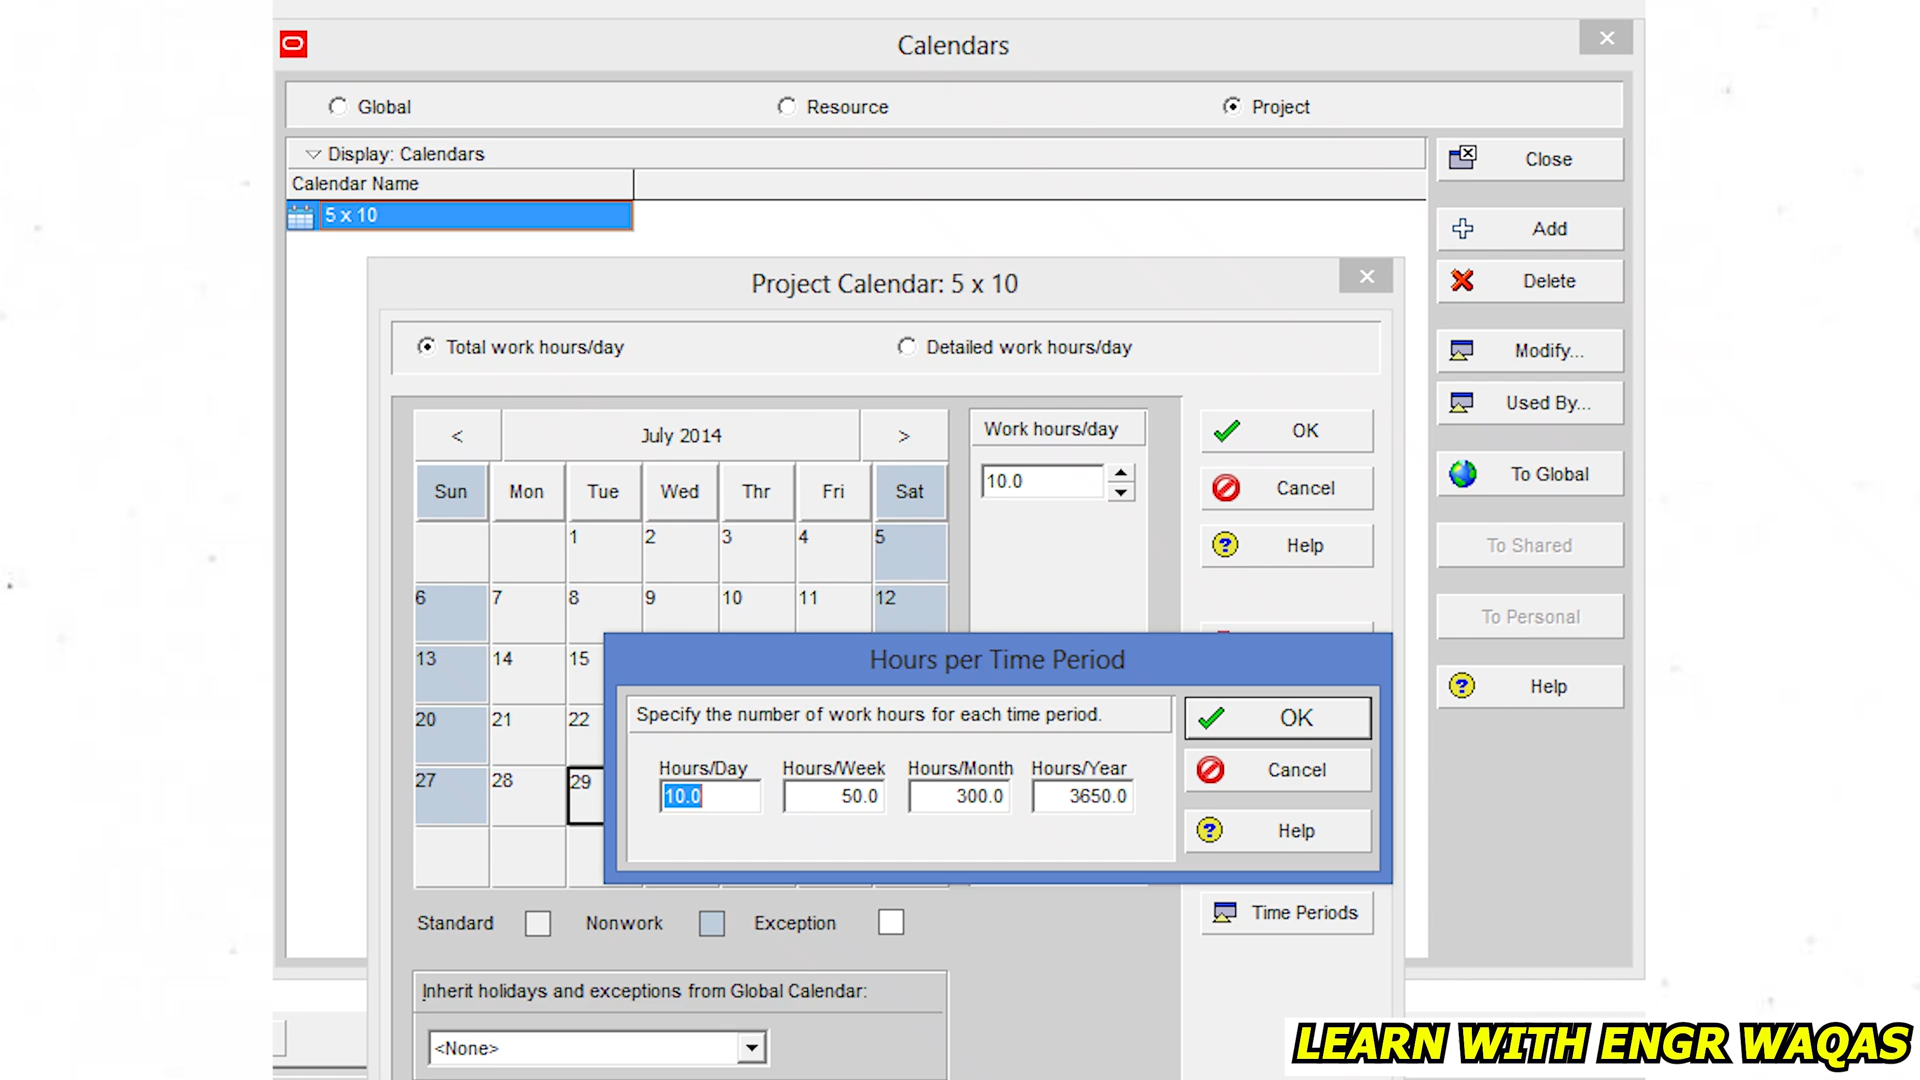 Calendars
Global
Resource
Project
Display: Calendars
Calendar Name
5 x 10
Close
Add
Delete
Modify...
Used By...
To Global
To Shared
To Personal
Help
Project Calendar: 5 x 10
Total work hours/day
Detailed work hours/day
< July 2014 >
Sun Mon Tue Wed Thr Fri Sat
1 2 3 4 5
6 7 8 9 10 11 12
13 14 15
20 21 22
27 28 29
Work hours/day
10.0
OK
Cancel
Help
Hours per Time Period
Specify the number of work hours for each time period.
Hours/Day Hours/Week Hours/Month Hours/Year
10.0 50.0 300.0 3650.0
OK
Cancel
Help
Time Periods
Standard Nonwork Exception
Inherit holidays and exceptions from Global Calendar:
<None>
LEARN WITH ENGR WAQAS